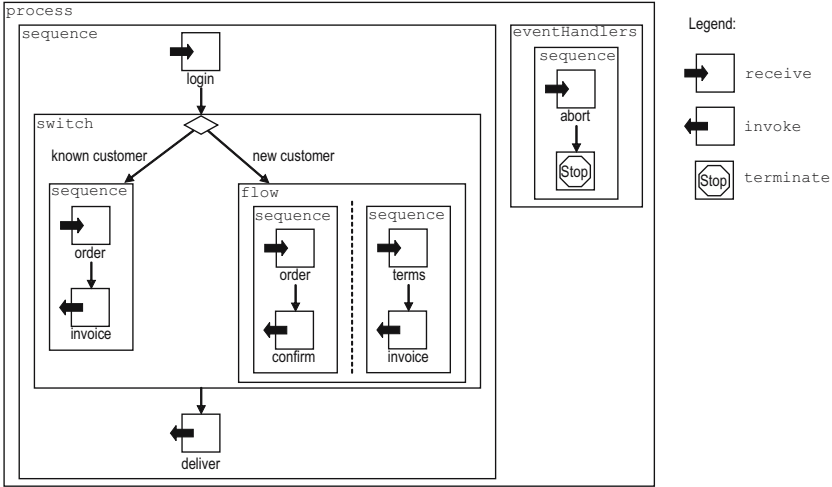 process
sequence
login
switch
known customer
new customer
sequence
order
invoice
flow
sequence
order
confirm
sequence
terms
invoice
deliver
eventHandlers
sequence
abort
Stop
Legend:
receive
invoke
Stop
terminate